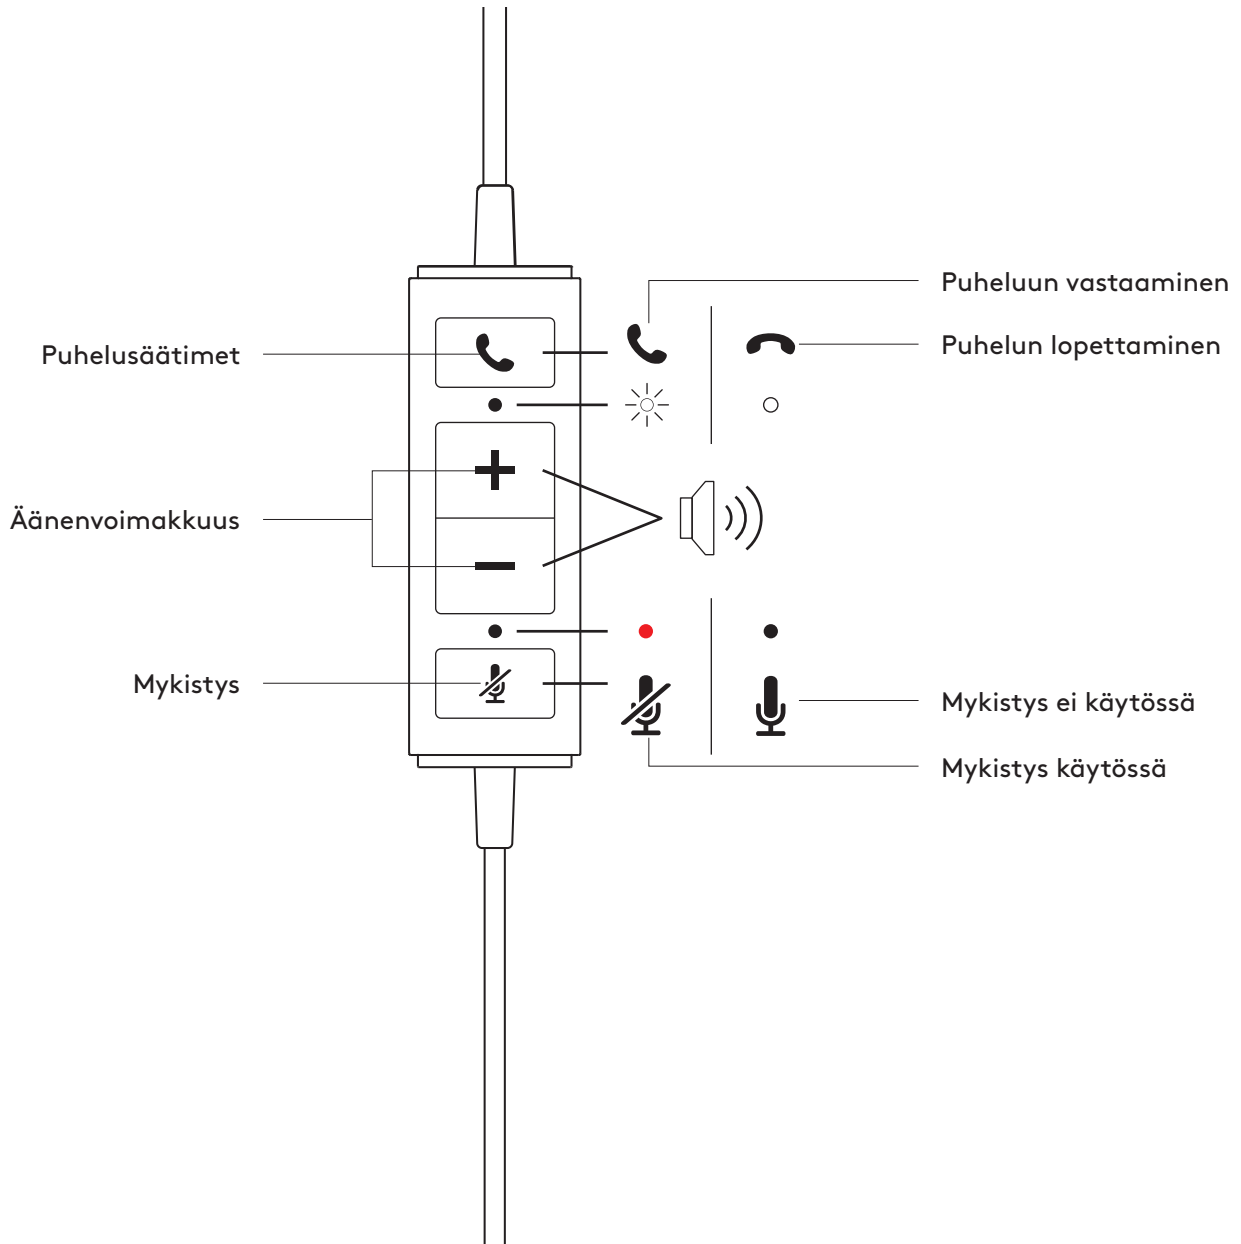 Puheluun vastaaminen
Puhelusäätimet
Puhelun lopettaminen
Äänenvoimakkuus
Mykistys
Mykistys ei käytössä
Mykistys käytössä